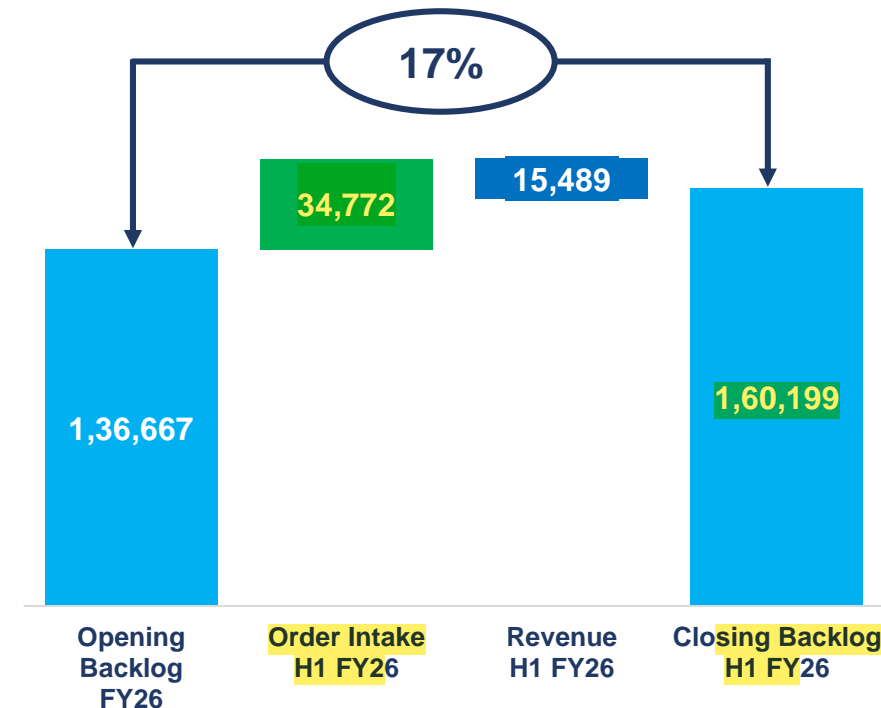 17%
34,772
15,489
1,36,667
1,60,199
Opening
Backlog
FY26
Order Intake
H1 FY26
Revenue
H1 FY26
Closing Backlog
H1 FY26